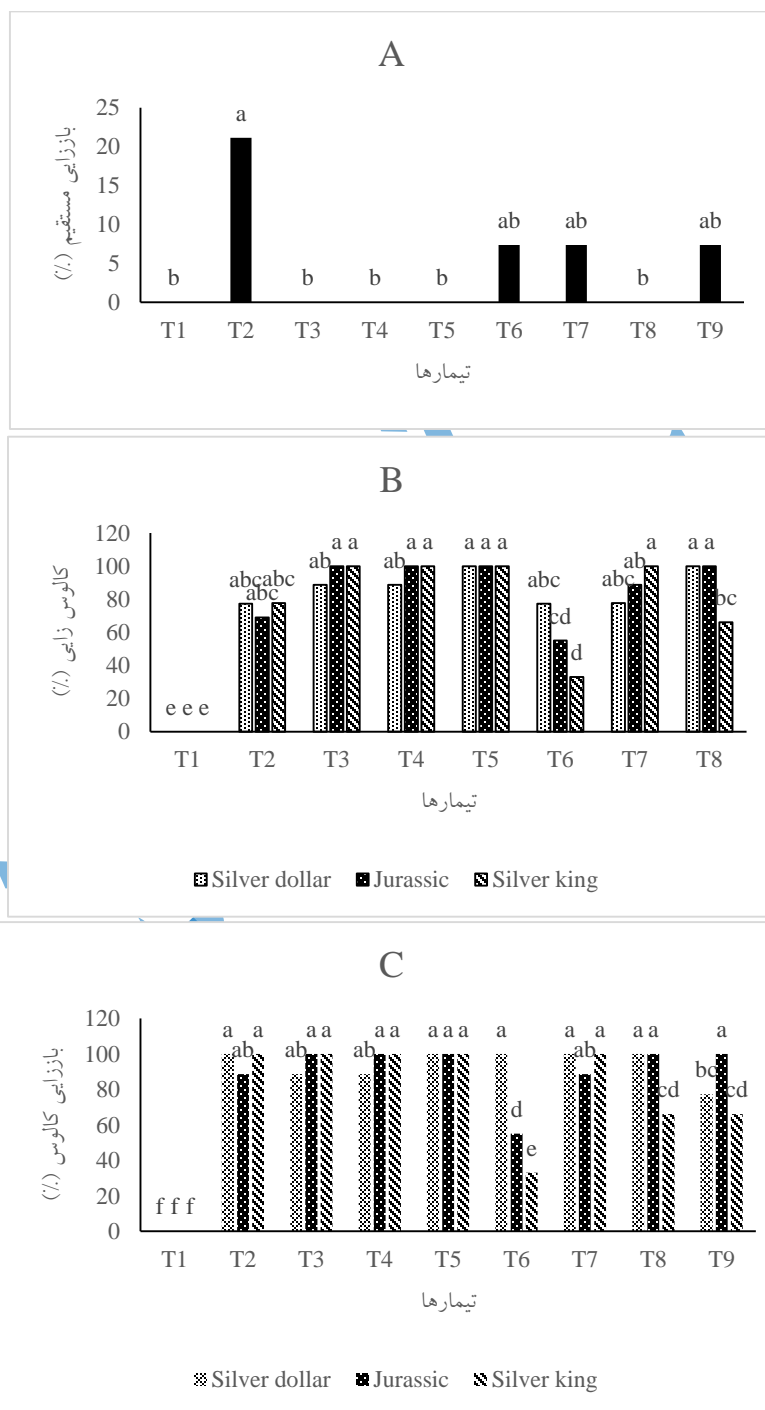 A
25
20
15
10
5
0
باززایی مستقیم (٪)
b a b b b ab ab b ab
T1 T2 T3 T4 T5 T6 T7 T8 T9
تیمارها
B
120
100
80
60
40
20
0
کالوس زایی (٪)
e e e abc abc abc ab a a ab a a a a a abc cd d abc ab a a a bc
T1 T2 T3 T4 T5 T6 T7 T8
تیمارها
Silver dollar Jurassic Silver king
C
120
100
80
60
40
20
0
باززایی کالوس (٪)
f f f a ab a ab a a ab a a a a a a d e a ab a a a cd bc a cd
T1 T2 T3 T4 T5 T6 T7 T8 T9
تیمارها
Silver dollar Jurassic Silver king